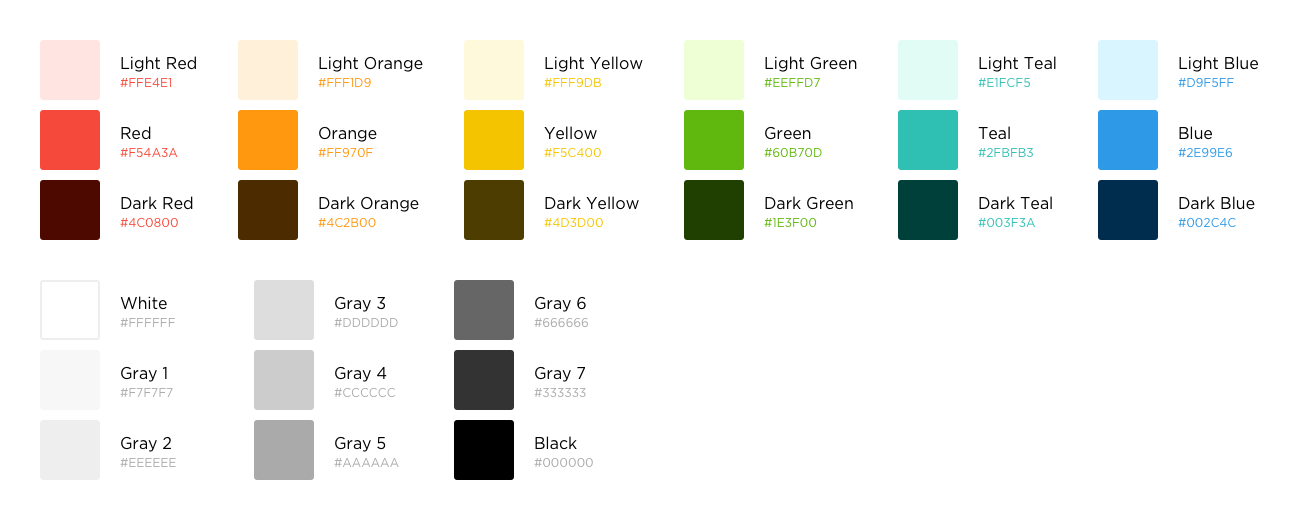 Light Red
#FFE4E1
Light Orange
#FFF1D9
Light Yellow
#FFF9DB
Light Green
#EEFFD7
Light Teal
#E1FCF5
Light Blue
#D9F5FF
Red
#F54A3A
Orange
#FF970F
Yellow
#F5C400
Green
#60B70D
Teal
#2FBFB3
Blue
#2E99E6
Dark Red
#4C0800
Dark Orange
#4C2B00
Dark Yellow
#4D3D00
Dark Green
#1E3F00
Dark Teal
#003F3A
Dark Blue
#002C4C
White
#FFFFFF
Gray 3
#DDDDDD
Gray 6
#666666
Gray 1
#F7F7F7
Gray 4
#CCCCCC
Gray 7
#333333
Gray 2
#EEEEEE
Gray 5
#AAAAAA
Black
#000000